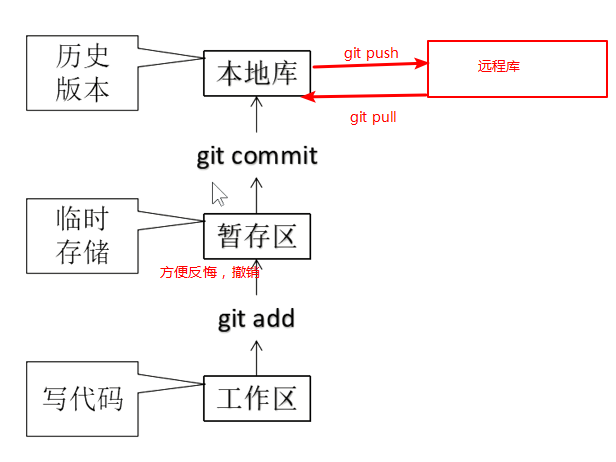 历史
版本
本地库
git push
远程库
git pull
git commit
临时
存储
暂存区
方便反悔，撤销
git add
写代码
工作区